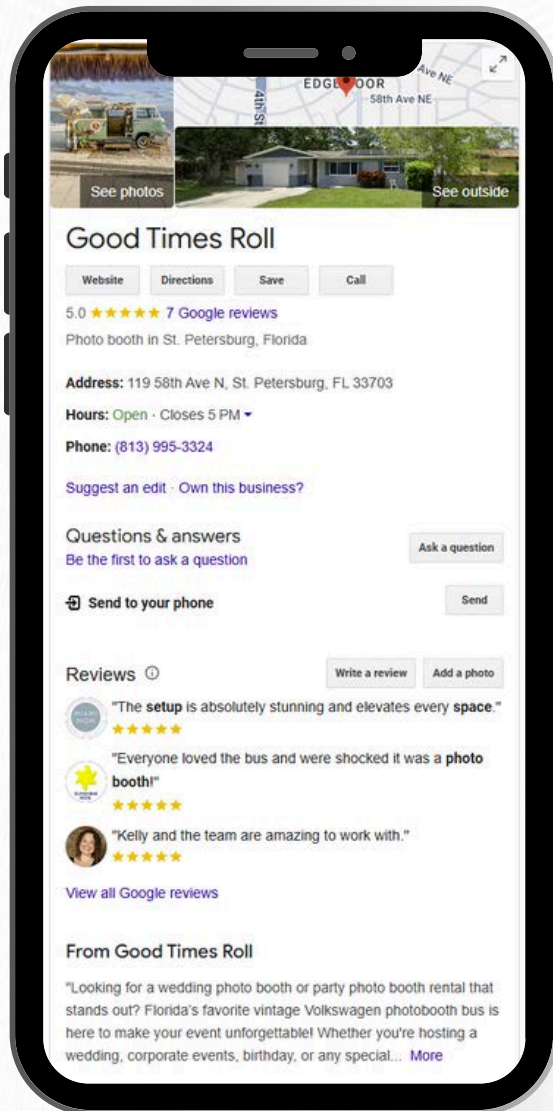 Ave NE
EDGEMOOR
58th Ave NE
4th St
See photos
See outside
Good Times Roll
Website
Directions
Save
Call
5.0 ★★★★★ 7 Google reviews
Photo booth in St. Petersburg, Florida
Address: 119 58th Ave N, St. Petersburg, FL 33703
Hours: Open · Closes 5 PM
Phone: (813) 995-3324
Suggest an edit · Own this business?
Questions & answers
Be the first to ask a question
Ask a question
Send to your phone
Send
Reviews
Write a review
Add a photo
MIAMI
MOM
"The setup is absolutely stunning and elevates every space."
"Everyone loved the bus and were shocked it was a photo
booth!"
"Kelly and the team are amazing to work with."
View all Google reviews
From Good Times Roll
"Looking for a wedding photo booth or party photo booth rental that
stands out? Florida's favorite vintage Volkswagen photobooth bus is
here to make your event unforgettable! Whether you're hosting a
wedding, corporate events, birthday, or any special... More